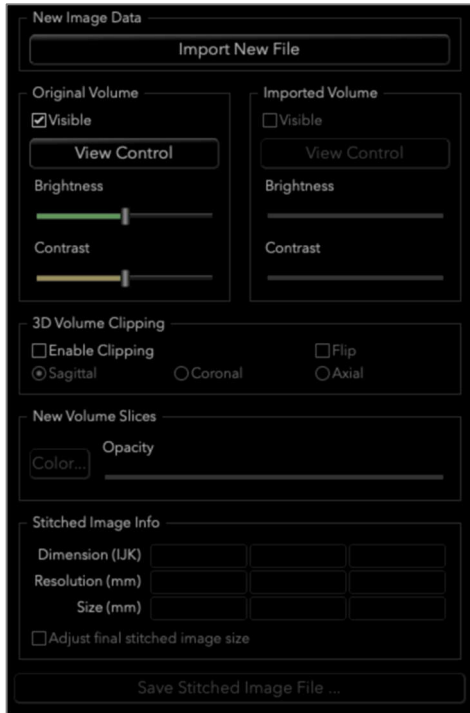 New Image Data
Import New File
Original Volume
Visible
View Control
Brightness
Contrast
Imported Volume
Visible
View Control
Brightness
Contrast
3D Volume Clipping
Enable Clipping
Flip
Sagittal
Coronal
Axial
New Volume Slices
Color...
Opacity
Stitched Image Info
Dimension (IJK)
Resolution (mm)
Size (mm)
Adjust final stitched image size
Save Stitched Image File ...